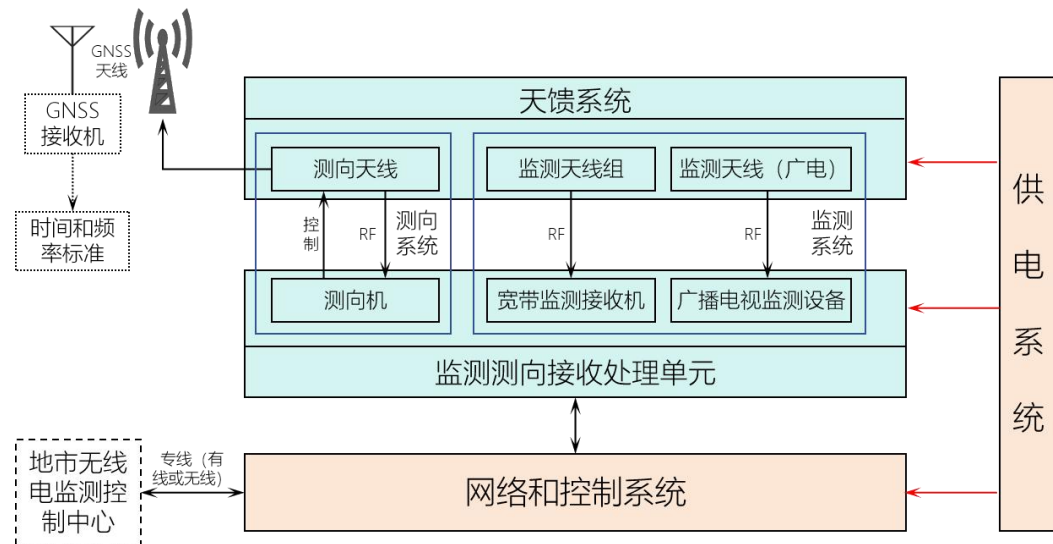 GNSS
天线
GNSS
接收机
时间和频
率标准
天馈系统
测向天线
监测天线组
监测天线（广电）
控
制
RF
测向
系统
RF
RF
监测
系统
测向机
宽带监测接收机
广播电视监测设备
监测测向接收处理单元
供
电
系
统
地市无线
电监测控
制中心
专线（有
线或无线）
网络和控制系统